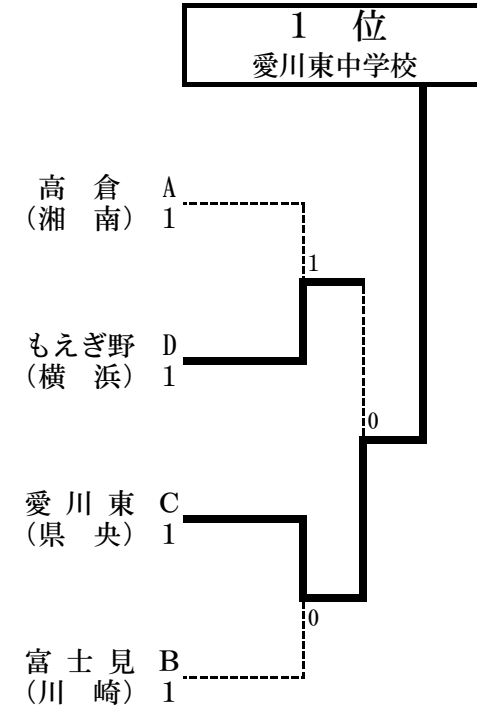 1 位
愛川東中学校
高 倉 A
(湘 南) 1
1
もえぎ野 D
(横 浜) 1
0
愛 川 東 C
(県 央) 1
0
富 士 見 B
(川 崎) 1